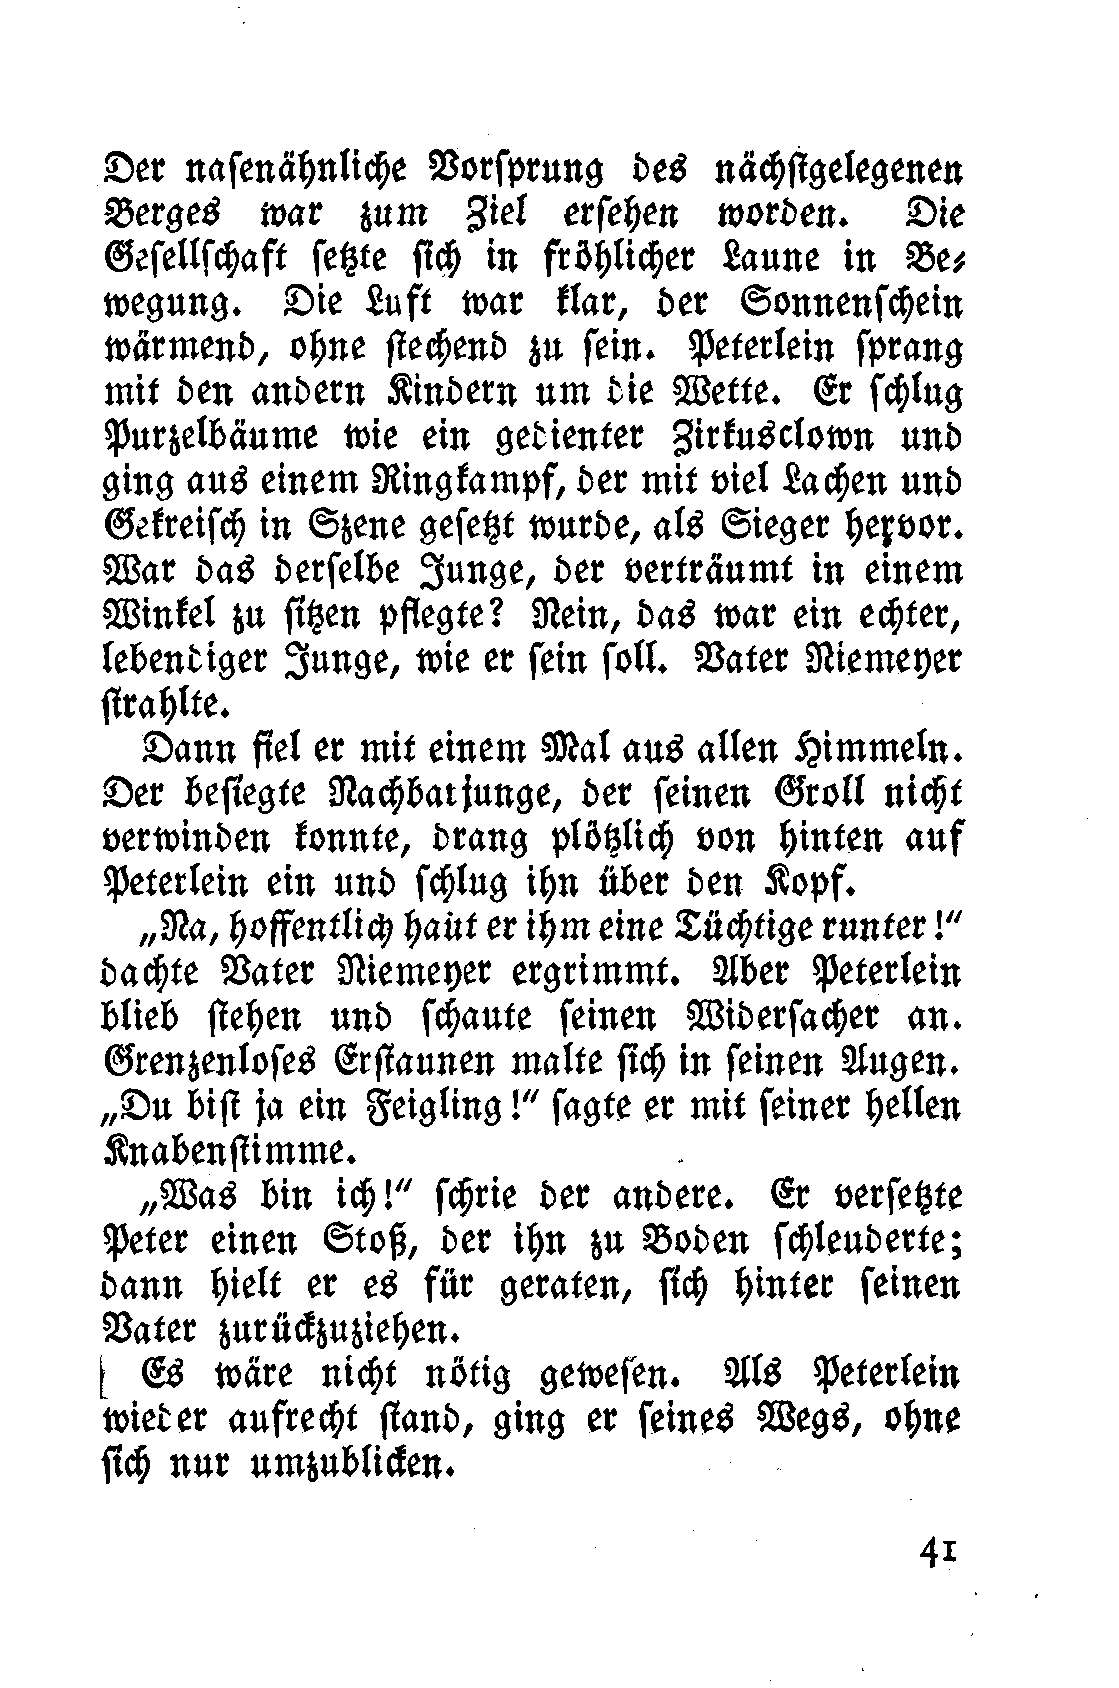 Der nasenähnliche Vorsprung des nächstgelegenen
Berges war zum Ziel ersehen worden. Die
Gesellschaft setzte sich in fröhlicher Laune in Be-
wegung. Die Luft war klar, der Sonnenschein
wärmend, ohne stechend zu sein. Peterlein sprang
mit den andern Kindern um die Wette. Er schlug
Purzelbäume wie ein gedienter Zirkusclown und
ging aus einem Ringkampf, der mit viel Lachen und
Gekreisch in Szene gesetzt wurde, als Sieger hervor.
War das derselbe Junge, der verträumt in einem
Winkel zu sitzen pflegte? Nein, das war ein echter,
lebendiger Junge, wie er sein soll. Vater Niemeyer
strahlte.
Dann fiel er mit einem Mal aus allen Himmeln.
Der besiegte Nachbarjunge, der seinen Groll nicht
verwinden konnte, drang plötzlich von hinten auf
Peterlein ein und schlug ihn über den Kopf.
„Na, hoffentlich haut er ihm eine Tüchtige runter!"
dachte Vater Niemeyer ergrimmt. Aber Peterlein
blieb stehen und schaute seinen Widersacher an.
Grenzenloses Erstaunen malte sich in seinen Augen.
„Du bist ja ein Feigling!" sagte er mit seiner hellen
Knabenstimme.
„Was bin ich!" schrie der andere. Er versetzte
Peter einen Stoß, der ihn zu Boden schleuderte;
dann hielt er es für geraten, sich hinter seinen
Vater zurückzuziehen.
Es wäre nicht nötig gewesen. Als Peterlein
wieder aufrecht stand, ging er seines Wegs, ohne
sich nur umzublicken.
41